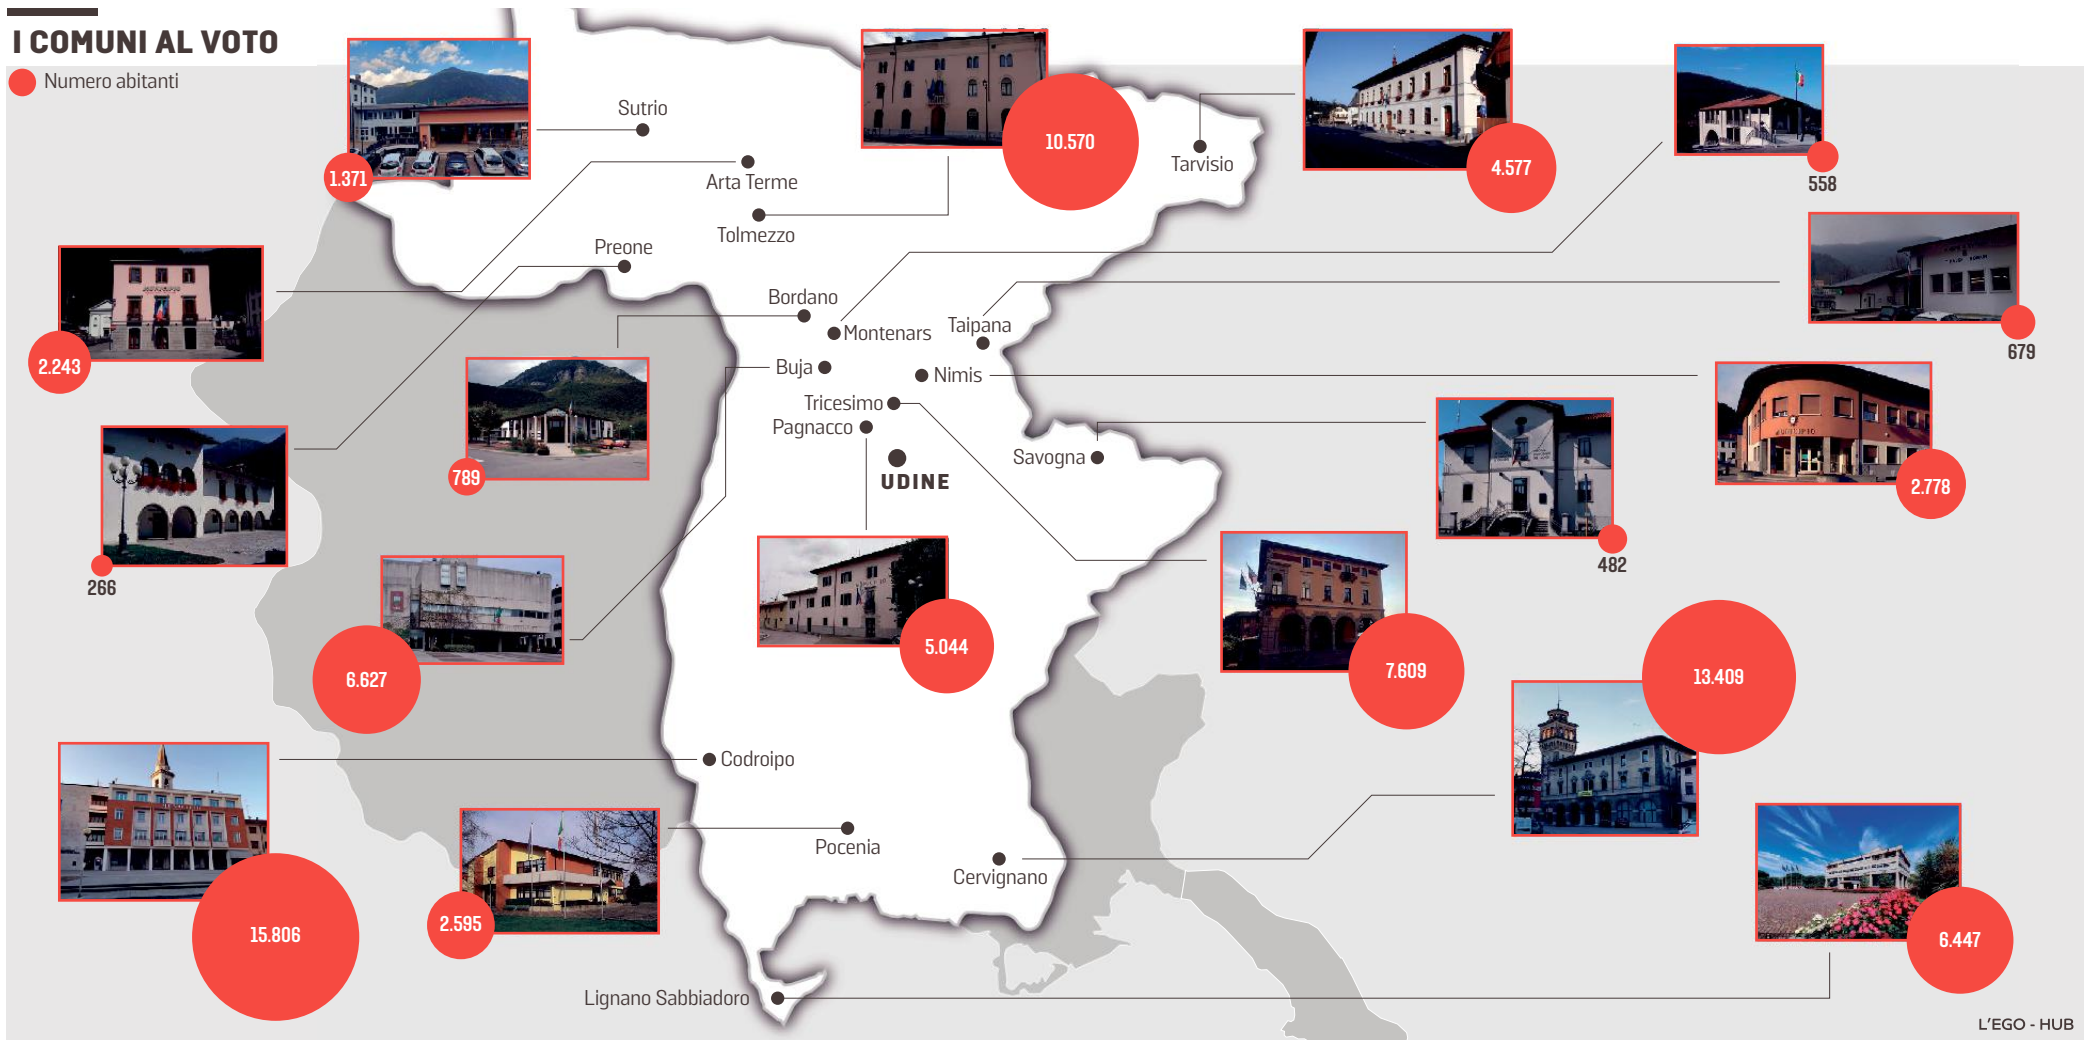 I COMUNI AL VOTO
Numero abitanti
Sutrio
1.371
Arta Terme
Tolmezzo
10.570
Tarvisio
4.577
558
Preone
2.243
Bordano
Montenars
Taipana
679
Buja
Nimis
Tricesimo
Pagnacco
UDINE
Savogna
789
482
2.778
266
6.627
5.044
7.609
13.409
Codroipo
15.806
Pocenia
2.595
Cervignano
6.447
Lignano Sabbiadoro
L'EGO - HUB